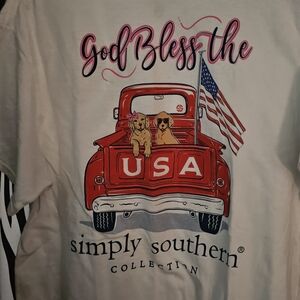 God Bless the
USA
simply southern®
COLLECTION